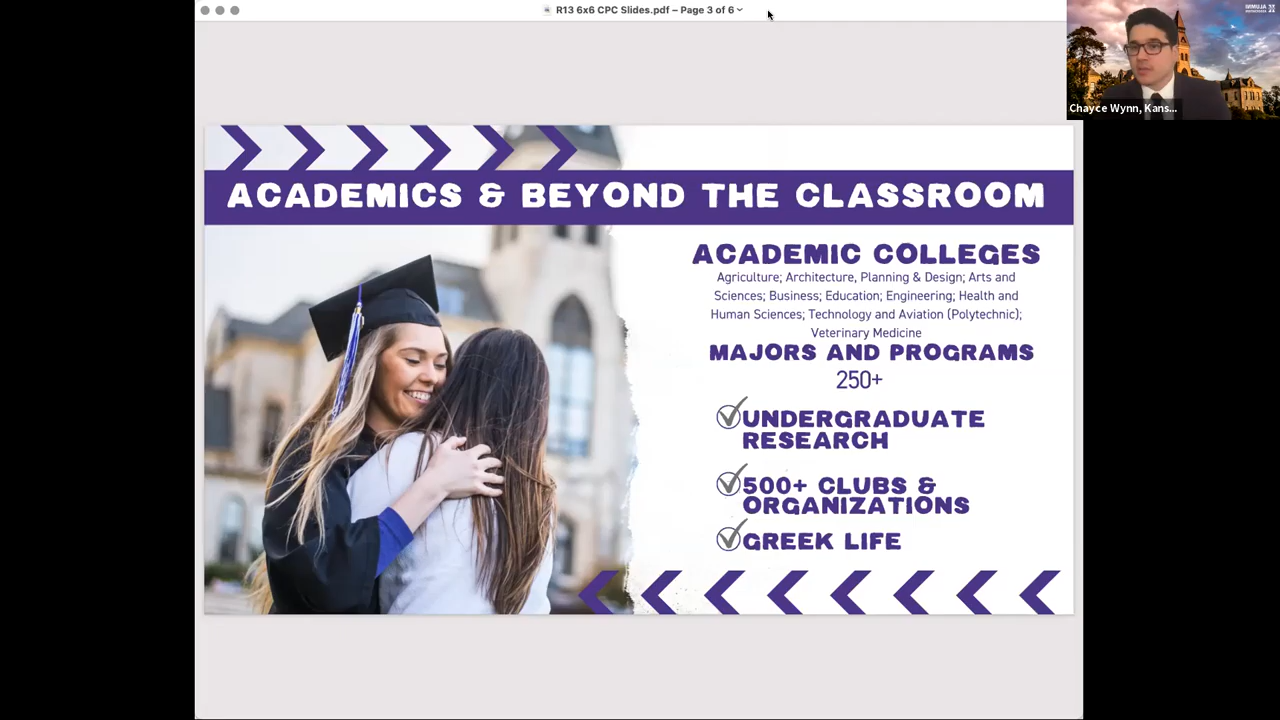 R13 6x6 CPC Slides.pdf – Page 3 of 6
Chayce Wynn, Kans...
ACADEMICS & BEYOND THE CLASSROOM
ACADEMIC COLLEGES
Agriculture; Architecture, Planning & Design; Arts and
Sciences; Business; Education; Engineering; Health and
Human Sciences; Technology and Aviation (Polytechnic);
Veterinary Medicine
MAJORS AND PROGRAMS
250+
UNDERGRADUATE
RESEARCH
500+ CLUBS &
ORGANIZATIONS
GREEK LIFE